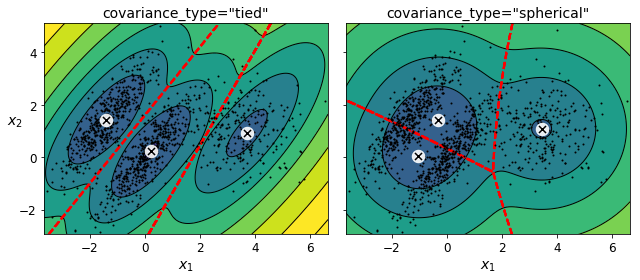 covariance_type="tied"
covariance_type="spherical"
4
2
0
−2
x₂
−2 0 2 4 6
−2 0 2 4 6
x₁
x₁